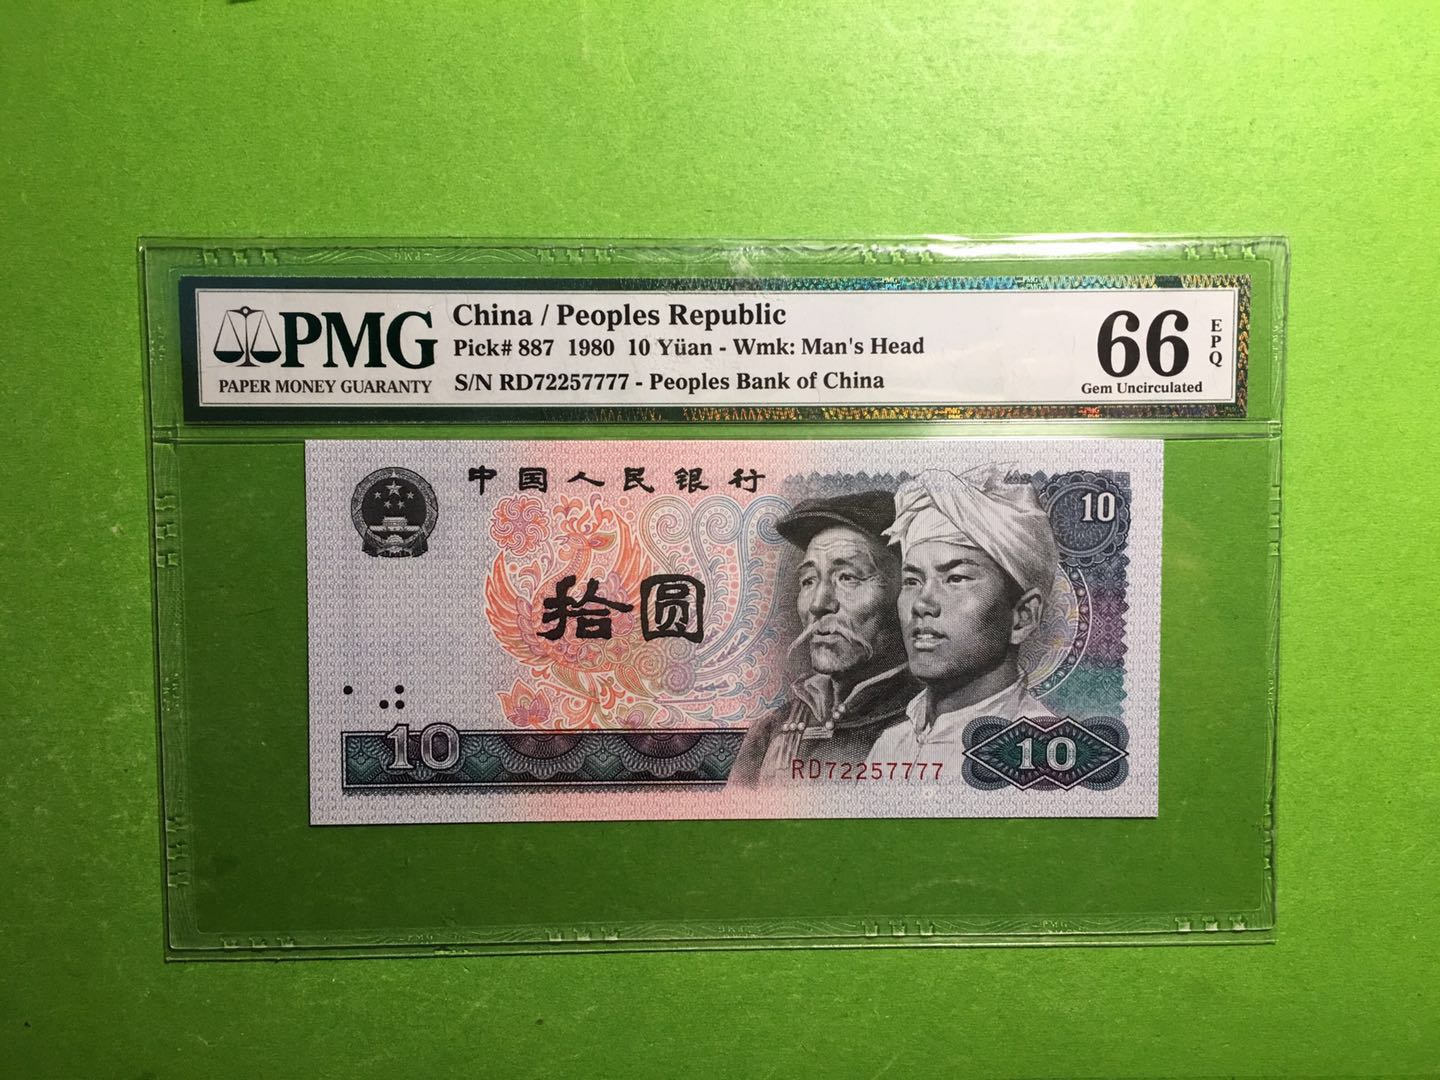 PMG
PAPER MONEY GUARANTY
China / Peoples Republic
Pick# 887 1980 10 Yüan - Wmk: Man's Head
S/N RD72257777 - Peoples Bank of China
66
EPQ
Gem Uncirculated
中国人民银行
10
拾圆
10
RD72257777
10